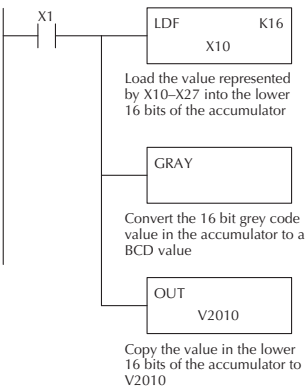 X1
LDF K16
X10
Load the value represented
by X10–X27 into the lower
16 bits of the accumulator
GRAY
Convert the 16 bit grey code
value in the accumulator to a
BCD value
OUT
V2010
Copy the value in the lower
16 bits of the accumulator to
V2010